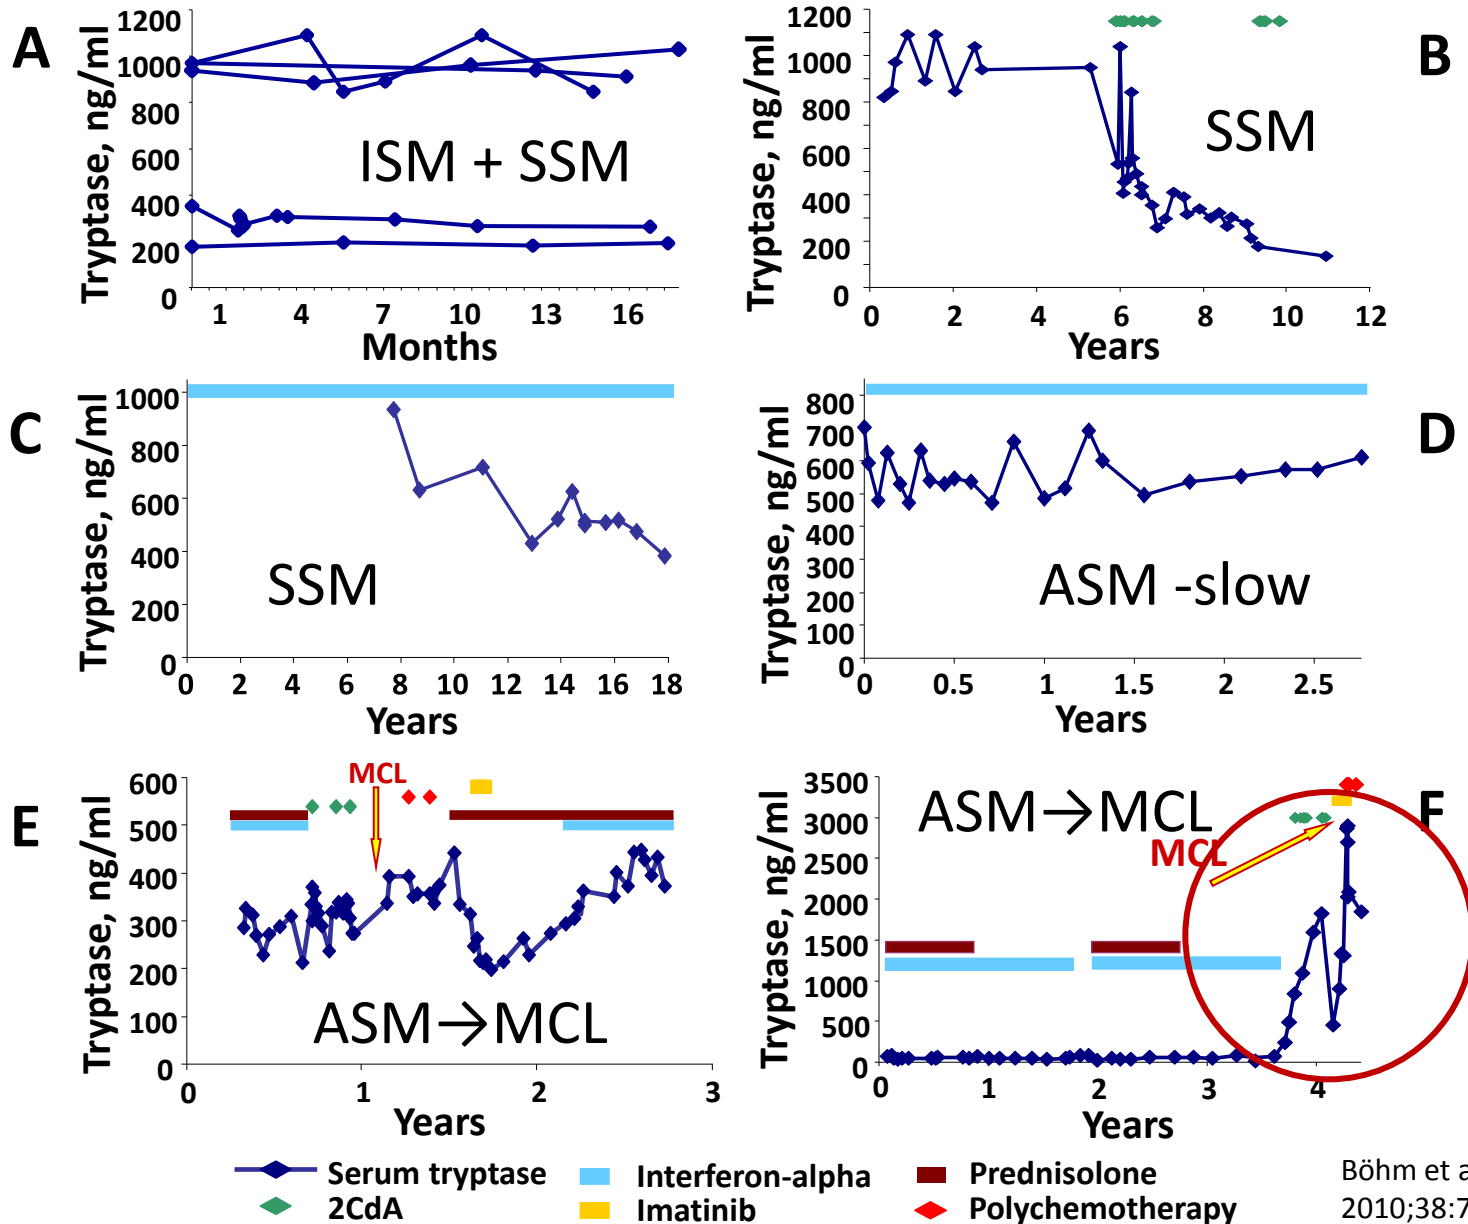 A
Tryptase, ng/ml
1200
1000
800
600
400
200
0
ISM + SSM
1 4 7 10 13 16
Months
B
Tryptase, ng/ml
1200
1000
800
600
400
200
0
SSM
0 2 4 6 8 10 12
Years
C
Tryptase, ng/ml
1000
800
600
400
200
0
SSM
0 2 4 6 8 10 12 14 16 18
Years
D
Tryptase, ng/ml
800
700
600
500
400
300
200
100
0
ASM -slow
0 0.5 1 1.5 2 2.5
Years
E
Tryptase, ng/ml
600
500
400
300
200
100
0
MCL
ASM→MCL
0 1 2 3
Years
F
Tryptase, ng/ml
3500
3000
2500
2000
1500
1000
500
0
ASM→MCL
MCL
0 1 2 3 4
Years
Serum tryptase
Interferon-alpha
Prednisolone
2CdA
Imatinib
Polychemotherapy
Böhm et a
2010;38:7